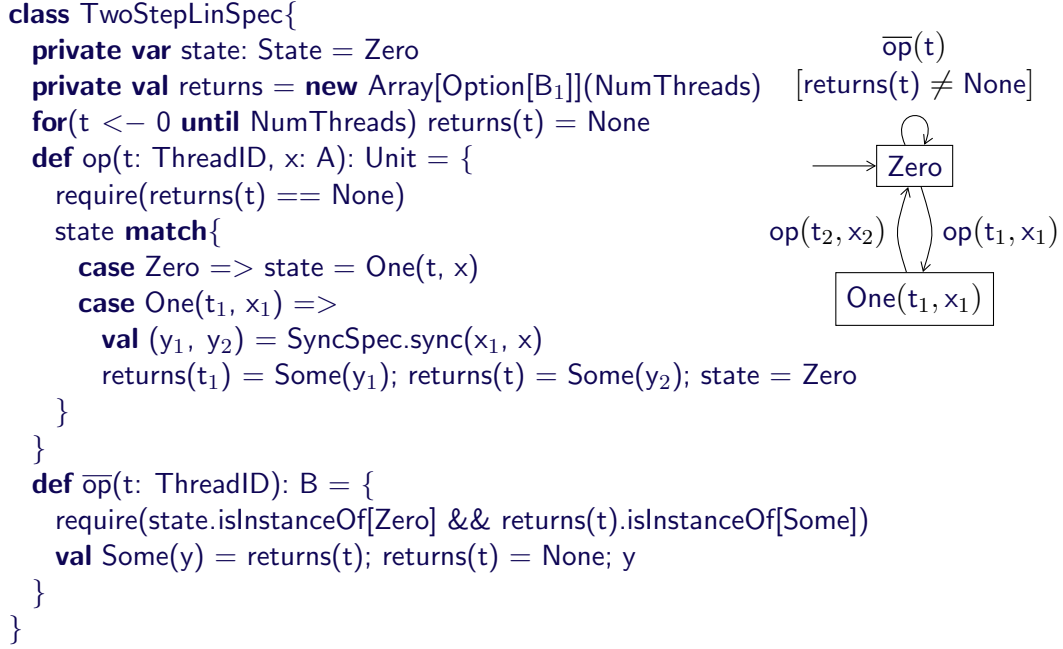 class TwoStepLinSpec{
private var state: State = Zero
private val returns = new Array[Option[B₁]](NumThreads)
for(t <− 0 until NumThreads) returns(t) = None
def op(t: ThreadID, x: A): Unit = {
require(returns(t) == None)
state match{
case Zero => state = One(t, x)
case One(t₁, x₁) =>
val (y₁, y₂) = SyncSpec.sync(x₁, x)
returns(t₁) = Some(y₁); returns(t) = Some(y₂); state = Zero
}
}
def o̅p̅(t: ThreadID): B = {
require(state.isInstanceOf[Zero] && returns(t).isInstanceOf[Some])
val Some(y) = returns(t); returns(t) = None; y
}
}
o̅p̅(t)
[returns(t) ≠ None]
Zero
op(t₂, x₂)
op(t₁, x₁)
One(t₁, x₁)